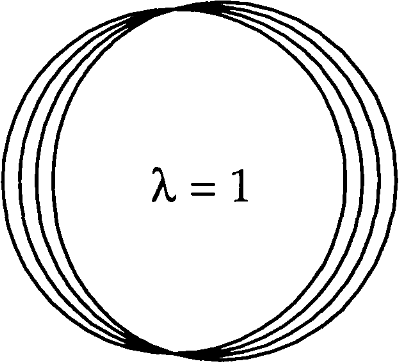 λ = 1